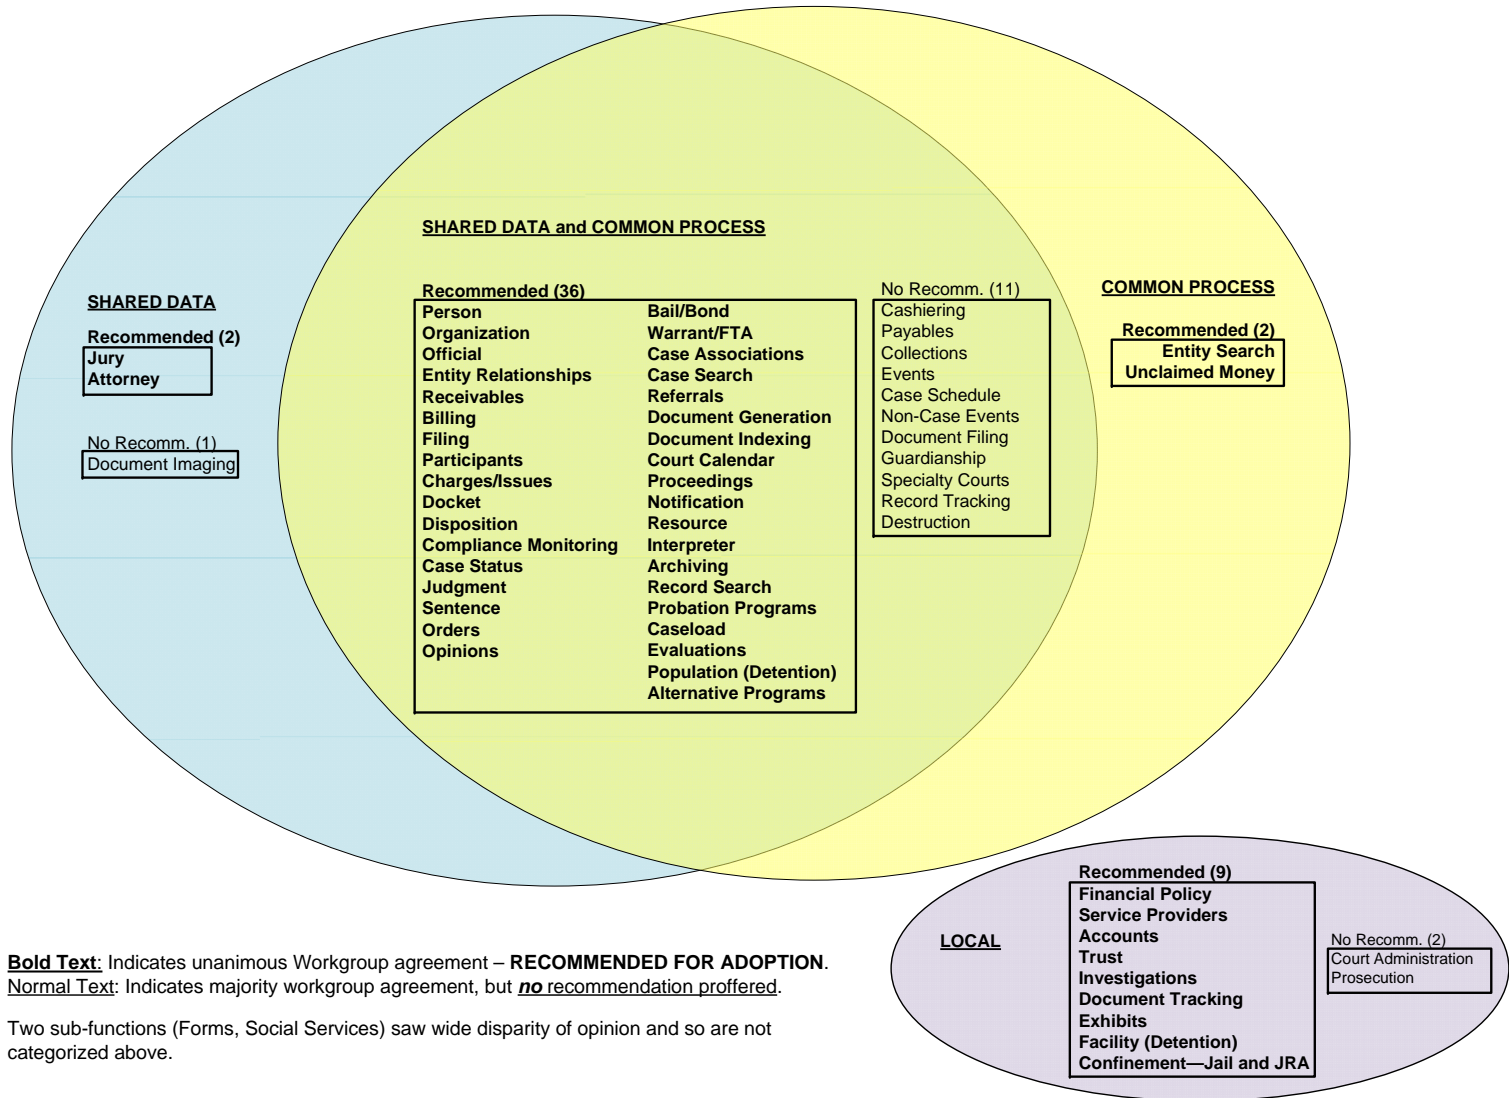 SHARED DATA
Recommended (2)
Jury
Attorney
No Recomm. (1)
Document Imaging
SHARED DATA and COMMON PROCESS
Recommended (36)
Person
Organization
Official
Entity Relationships
Receivables
Billing
Filing
Participants
Charges/Issues
Docket
Disposition
Compliance Monitoring
Case Status
Judgment
Sentence
Orders
Opinions
Bail/Bond
Warrant/FTA
Case Associations
Case Search
Referrals
Document Generation
Document Indexing
Court Calendar
Proceedings
Notification
Resource
Interpreter
Archiving
Record Search
Probation Programs
Caseload
Evaluations
Population (Detention)
Alternative Programs
No Recomm. (11)
Cashiering
Payables
Collections
Events
Case Schedule
Non-Case Events
Document Filing
Guardianship
Specialty Courts
Record Tracking
Destruction
COMMON PROCESS
Recommended (2)
Entity Search
Unclaimed Money
LOCAL
Recommended (9)
Financial Policy
Service Providers
Accounts
Trust
Investigations
Document Tracking
Exhibits
Facility (Detention)
Confinement—Jail and JRA
No Recomm. (2)
Court Administration
Prosecution
Bold Text: Indicates unanimous Workgroup agreement – RECOMMENDED FOR ADOPTION.
Normal Text: Indicates majority workgroup agreement, but no recommendation proffered.
Two sub-functions (Forms, Social Services) saw wide disparity of opinion and so are not
categorized above.